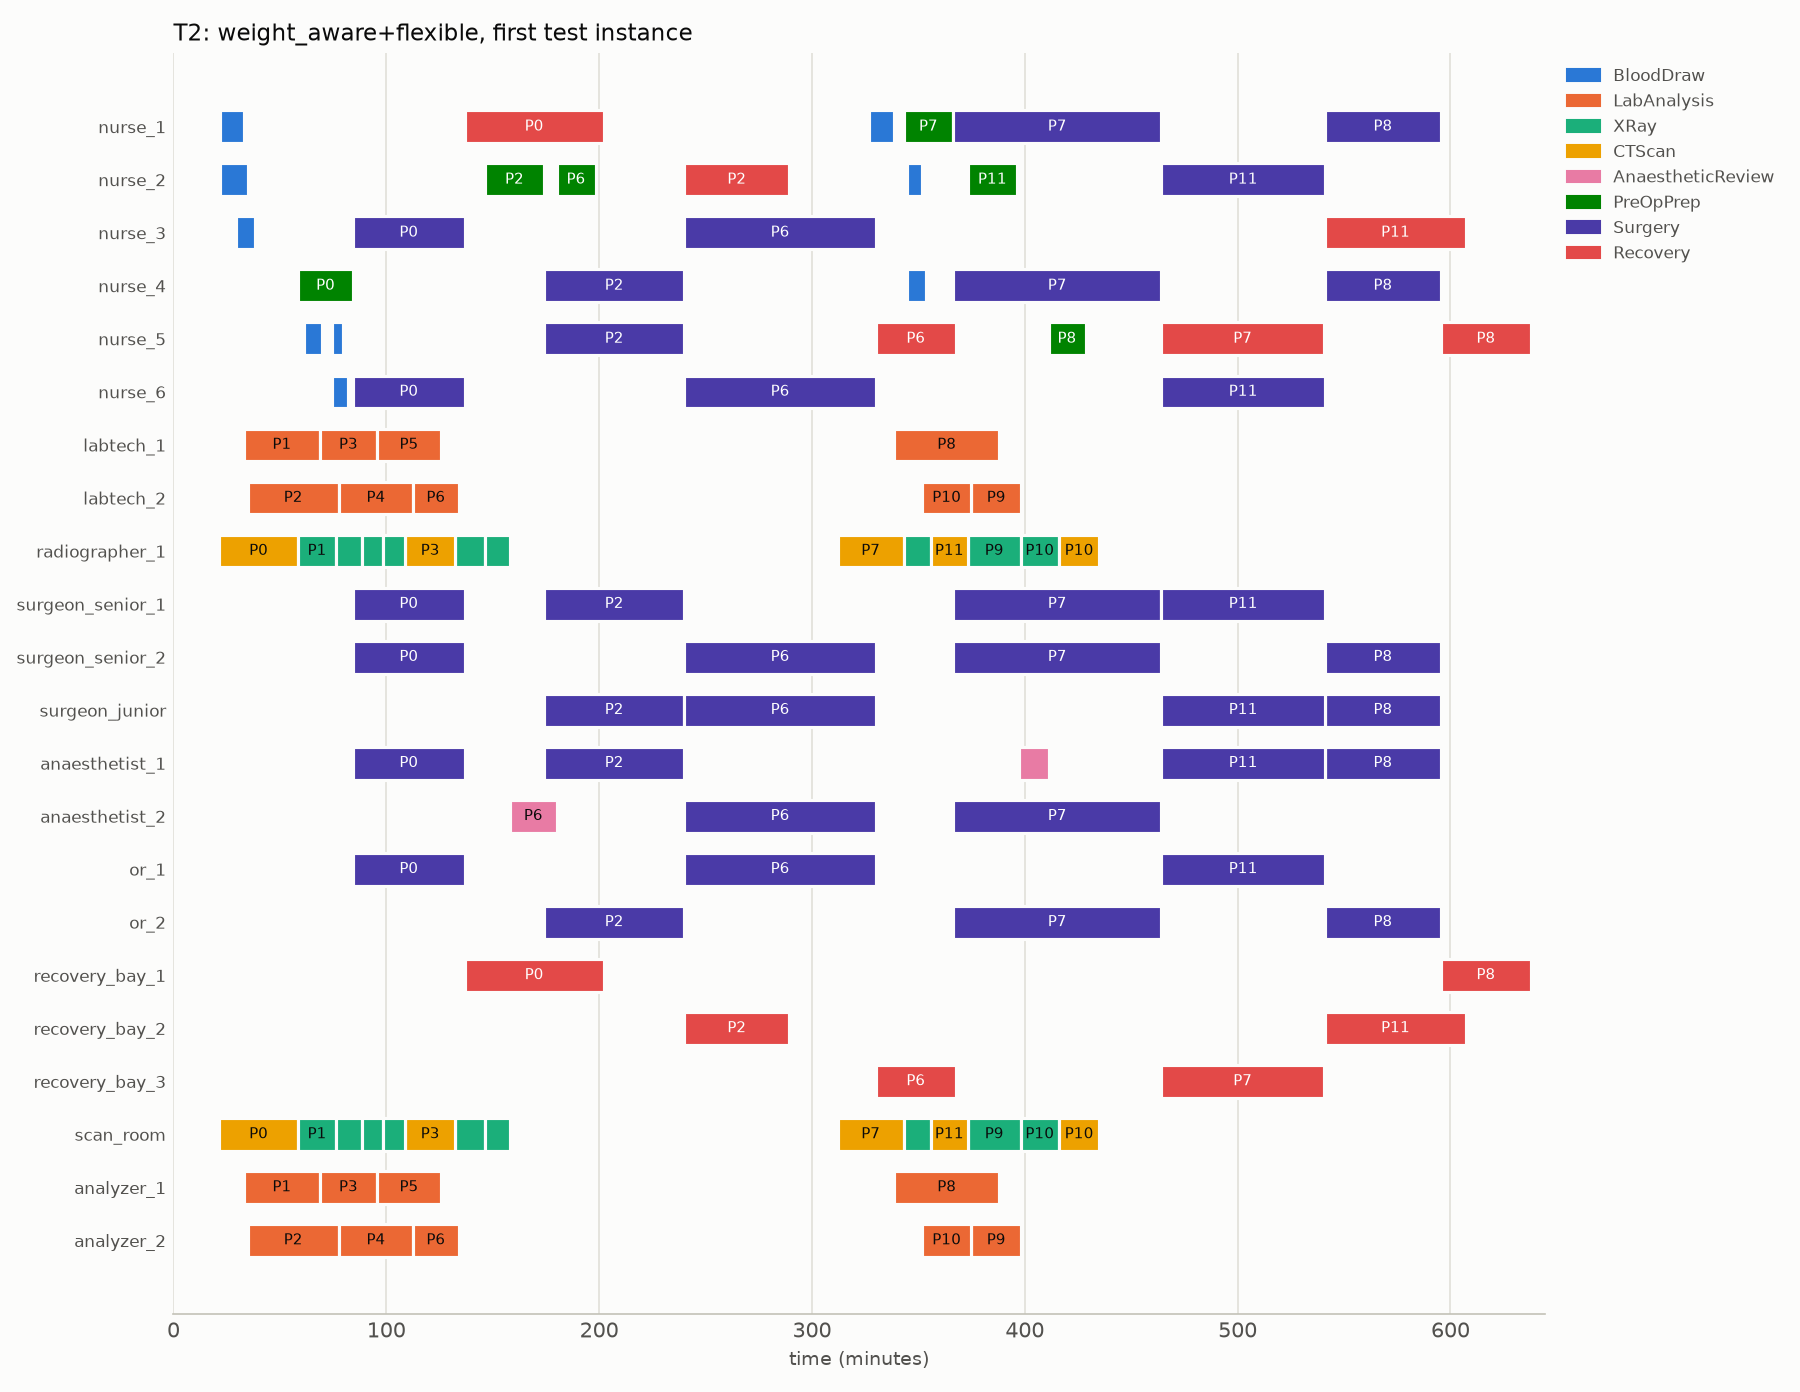 T2: weight_aware+flexible, first test instance
BloodDraw
LabAnalysis
XRay
CTScan
AnaestheticReview
PreOpPrep
Surgery
Recovery
nurse_1 P0 P7 P7 P8
nurse_2 P2 P6 P2 P11 P11
nurse_3 P0 P6 P11
nurse_4 P0 P2 P7 P8
nurse_5 P2 P6 P8 P7 P8
nurse_6 P0 P6 P11
labtech_1 P1 P3 P5 P8
labtech_2 P2 P4 P6 P10 P9
radiographer_1 P0 P1 P3 P7 P11 P9 P10 P10
surgeon_senior_1 P0 P2 P7 P11
surgeon_senior_2 P0 P6 P7 P8
surgeon_junior P2 P6 P11 P8
anaesthetist_1 P0 P2 P11 P8
anaesthetist_2 P6 P6 P7
or_1 P0 P6 P11
or_2 P2 P7 P8
recovery_bay_1 P0 P8
recovery_bay_2 P2 P11
recovery_bay_3 P6 P7
scan_room P0 P1 P3 P7 P11 P9 P10 P10
analyzer_1 P1 P3 P5 P8
analyzer_2 P2 P4 P6 P10 P9
0 100 200 300 400 500 600
time (minutes)